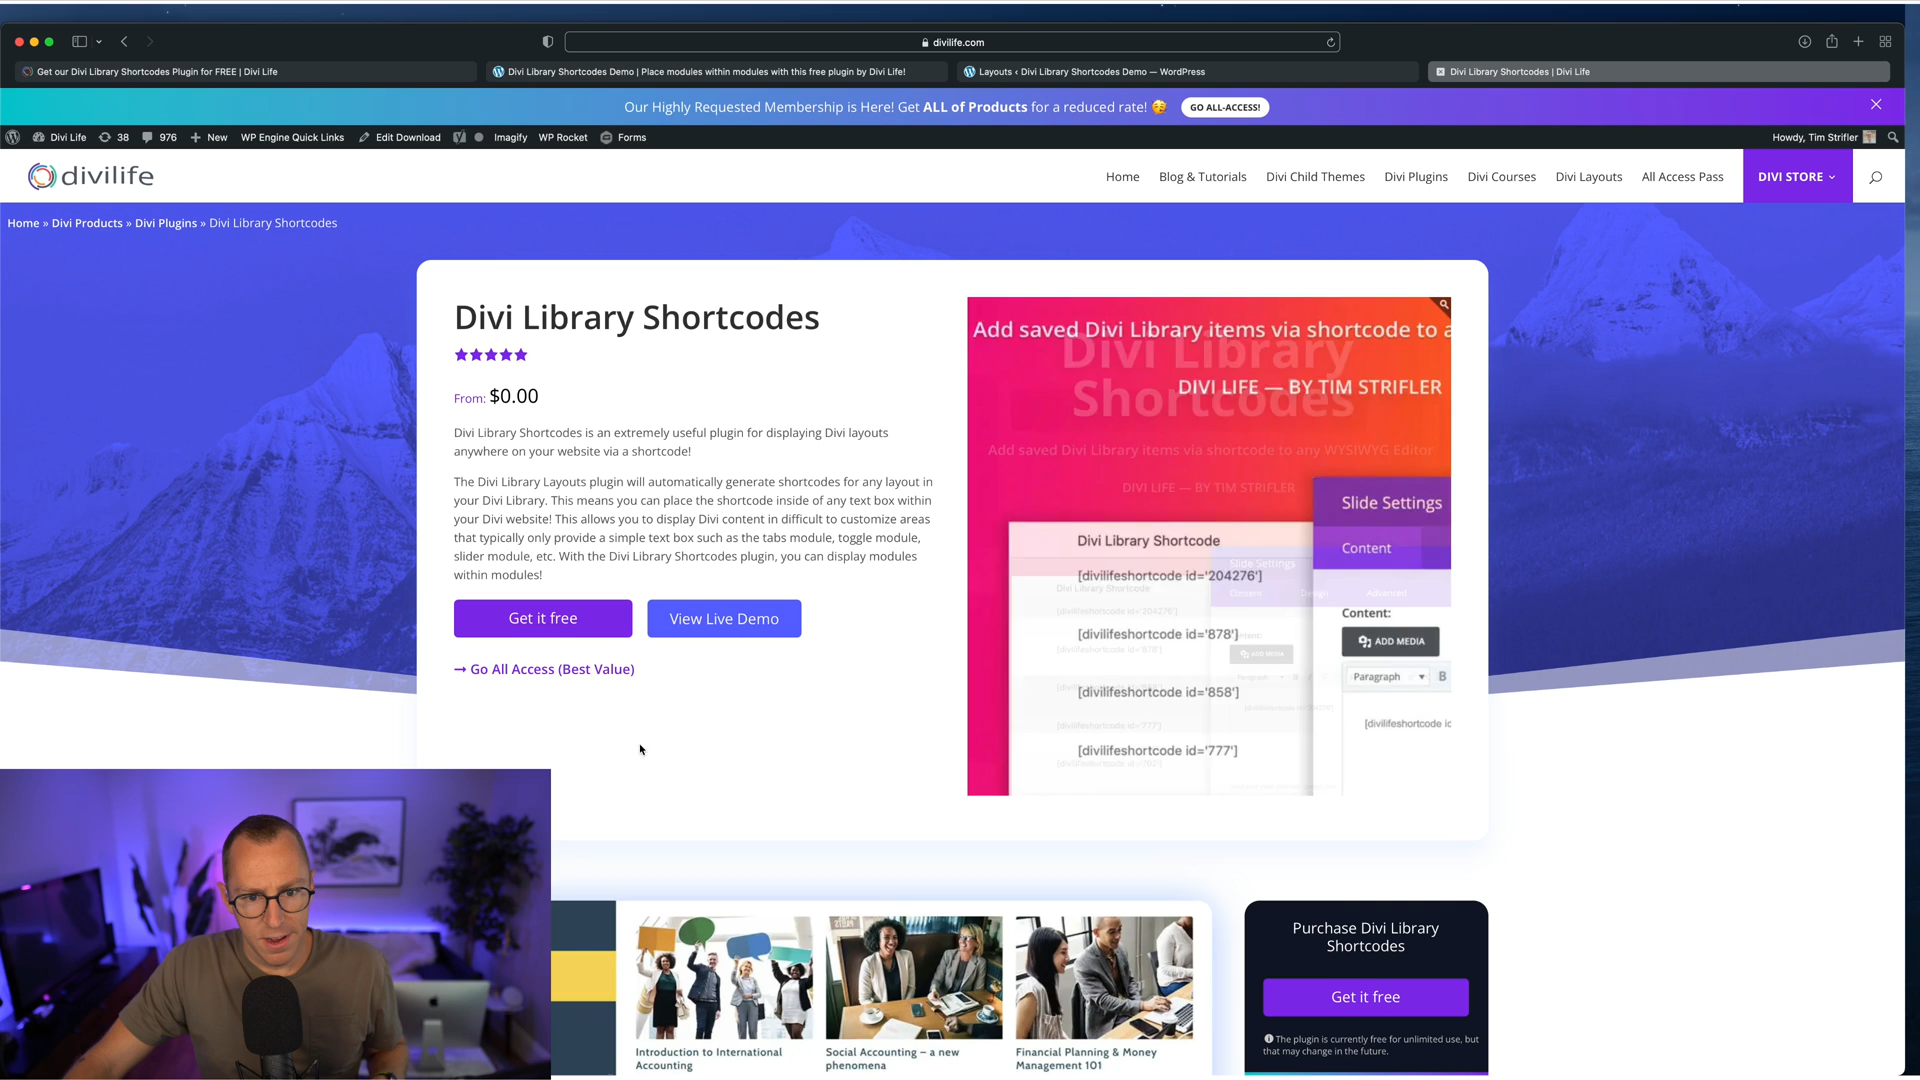 divilife.com
Get our Divi Library Shortcodes Plugin for FREE | Divi Life
Divi Library Shortcodes Demo | Place modules within modules with this free plugin by Divi Life!
Layouts ‹ Divi Library Shortcodes Demo — WordPress
Divi Library Shortcodes | Divi Life
Our Highly Requested Membership is Here! Get ALL of Products for a reduced rate! 🥳 GO ALL-ACCESS!
Divi Life 38 976 New WP Engine Quick Links Edit Download Imagify WP Rocket Forms Howdy, Tim Strifler
divilife
Home Blog & Tutorials Divi Child Themes Divi Plugins Divi Courses Divi Layouts All Access Pass DIVI STORE
Home » Divi Products » Divi Plugins » Divi Library Shortcodes
Divi Library Shortcodes
From: $0.00
Divi Library Shortcodes is an extremely useful plugin for displaying Divi layouts
anywhere on your website via a shortcode!
The Divi Library Layouts plugin will automatically generate shortcodes for any layout in
your Divi Library. This means you can place the shortcode inside of any text box within
your Divi website! This allows you to display Divi content in difficult to customize areas
that typically only provide a simple text box such as the tabs module, toggle module,
slider module, etc. With the Divi Library Shortcodes plugin, you can display modules
within modules!
Get it free
View Live Demo
→ Go All Access (Best Value)
Add saved Divi Library items via shortcode to a
Divi Library
Shortcodes
DIVI LIFE — BY TIM STRIFLER
Add saved Divi Library items via shortcode to any WYSIWYG Editor
DIVI LIFE — BY TIM STRIFLER
Divi Library Shortcode
[divilifeshortcode id='204276']
[divilifeshortcode id='878']
[divilifeshortcode id='858']
[divilifeshortcode id='777']
Slide Settings
Content
Slide Settings
Content Design Advanced
Divi Library Shortcode
[divilifeshortcode id='204276']
[divilifeshortcode id='878']
[divilifeshortcode id='777']
ADD MEDIA
Content:
ADD MEDIA
Paragraph B
[divilifeshortcode ic
Introduction to International
Accounting
Social Accounting – a new
phenomena
Financial Planning & Money
Management 101
Purchase Divi Library
Shortcodes
Get it free
The plugin is currently free for unlimited use, but
that may change in the future.